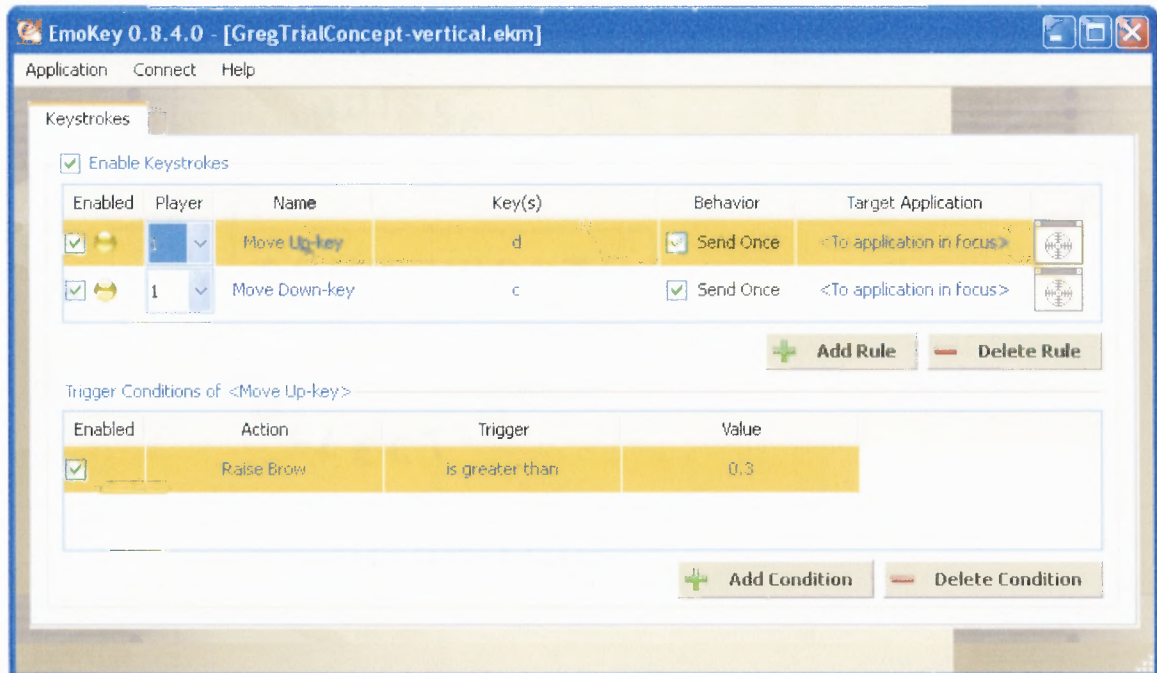 EmoKey 0.8.4.0 - [GregTrialConcept-vertical.ekm]
Application Connect Help
Keystrokes
Enable Keystrokes
Enabled Player Name Key(s) Behavior Target Application
1 Move Up-key d Send Once <To application in focus>
1 Move Down-key c Send Once <To application in focus>
Add Rule Delete Rule
Trigger Conditions of <Move Up-key>
Enabled Action Trigger Value
Raise Brow is greater than 0.3
Add Condition Delete Condition